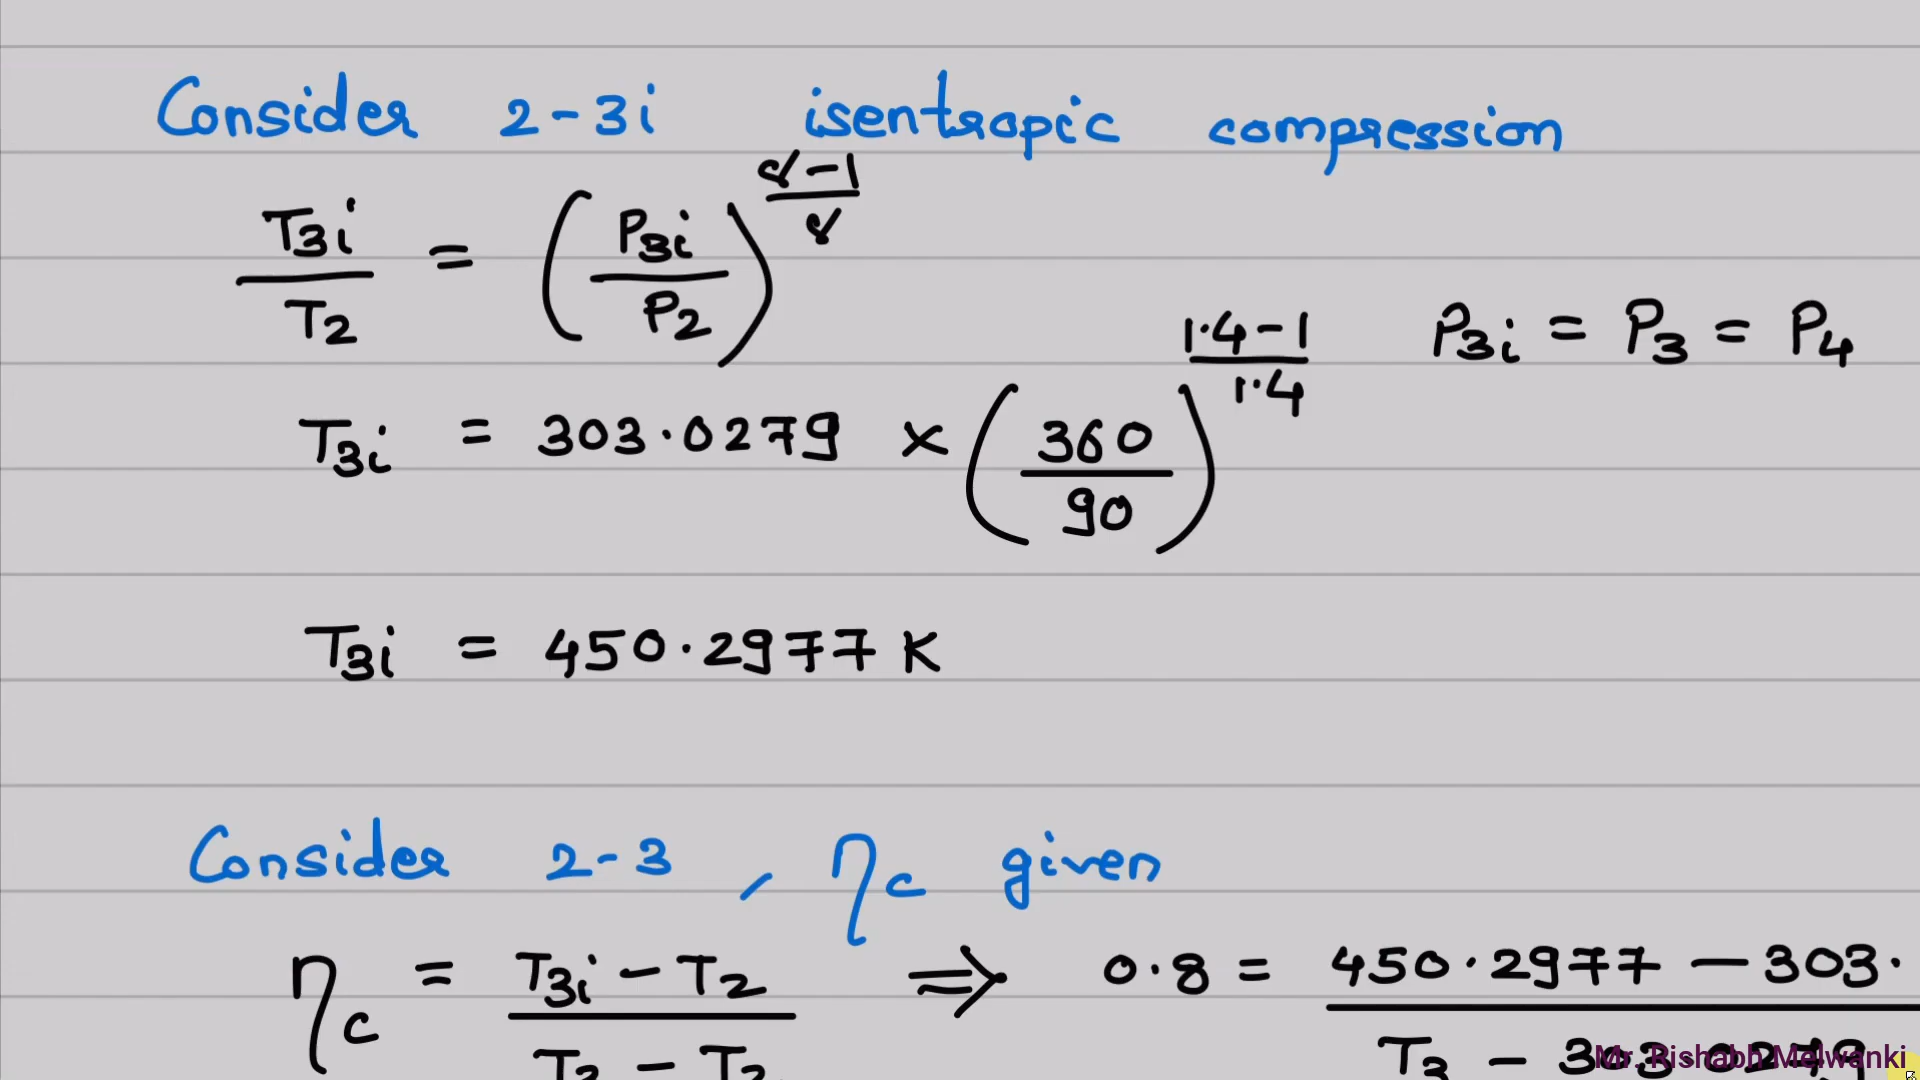 Consider 2-3i isentropic compression
T3i / T2 = (P3i / P2)^(γ-1 / γ)
P3i = P3 = P4
T3i = 303.0279 × (360 / 90)^(1.4-1 / 1.4)
T3i = 450.2977 K
Consider 2-3, ηc given
ηc = T3i - T2 / T3 - T2 ⇒ 0.8 = 450.2977 - 303. / T3 - 303.0279
Mr. Rishabh Melwanki